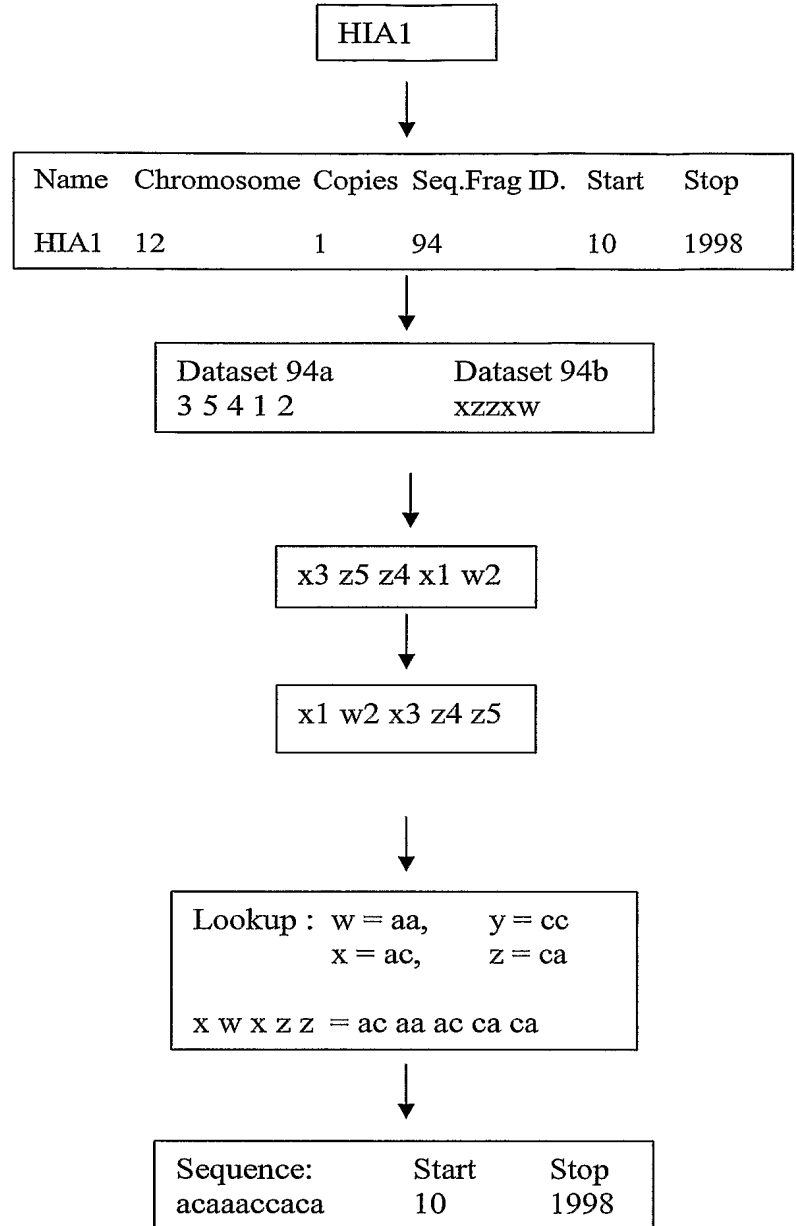 HIA1
Name Chromosome Copies Seq.Frag ID. Start Stop
HIA1 12 1 94 10 1998
Dataset 94a Dataset 94b
3 5 4 1 2 xzzxw
x3 z5 z4 x1 w2
x1 w2 x3 z4 z5
Lookup : w = aa, y = cc
x = ac, z = ca
x w x z z = ac aa ac ca ca
Sequence: Start Stop
acaaaccaca 10 1998